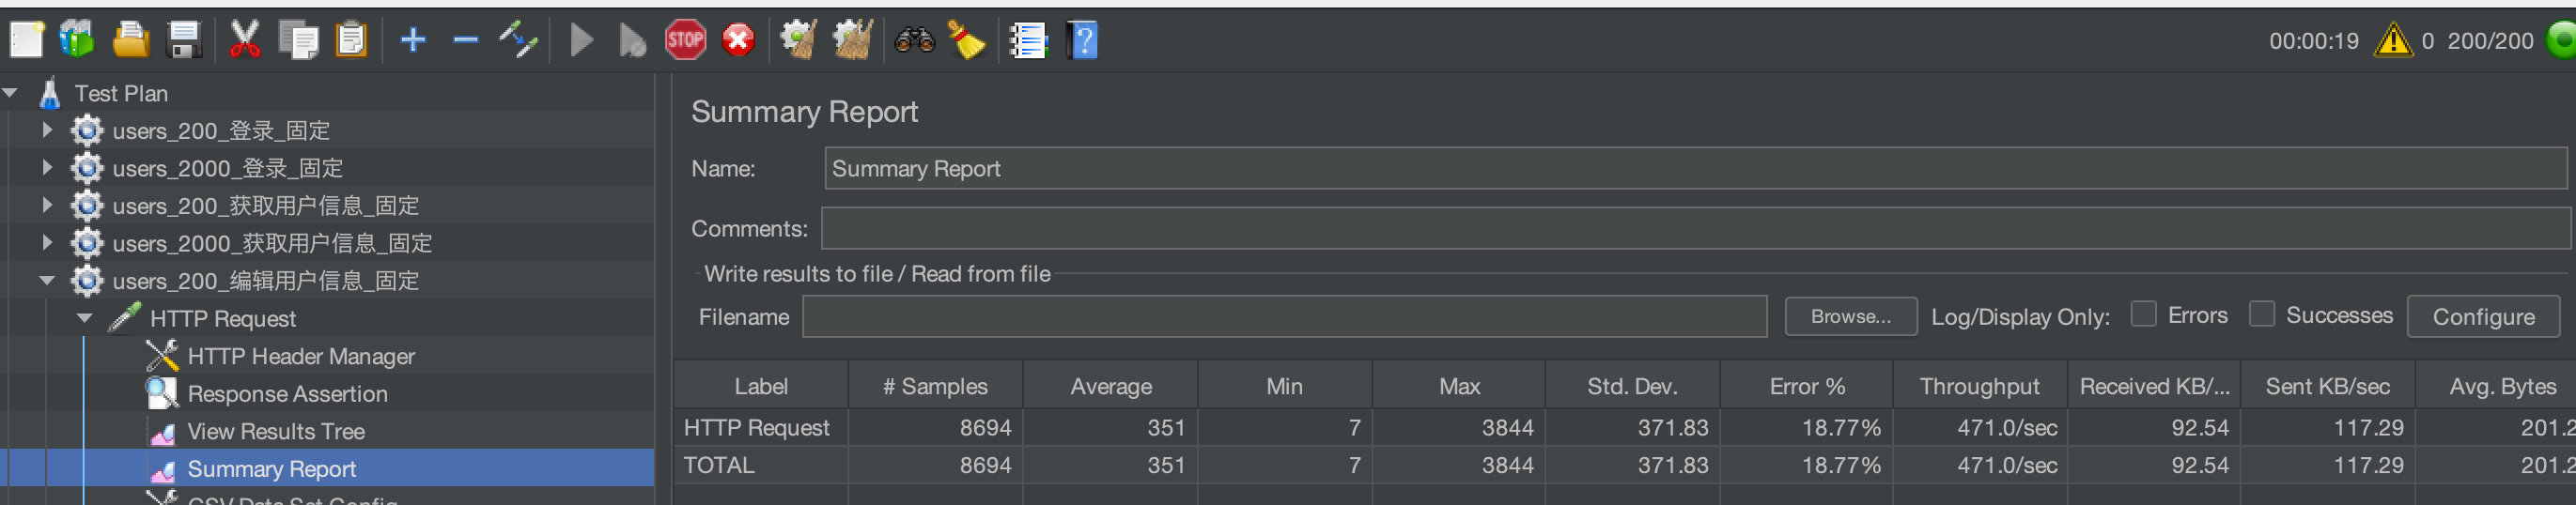 STOP
00:00:19 0 200/200
Test Plan
users_200_登录_固定
users_2000_登录_固定
users_200_获取用户信息_固定
users_2000_获取用户信息_固定
users_200_编辑用户信息_固定
HTTP Request
HTTP Header Manager
Response Assertion
View Results Tree
Summary Report
CSV Data Set Config
Summary Report
Name: Summary Report
Comments:
Write results to file / Read from file
Filename Browse... Log/Display Only: Errors Successes Configure
Label # Samples Average Min Max Std. Dev. Error % Throughput Received KB/... Sent KB/sec Avg. Bytes
HTTP Request 8694 351 7 3844 371.83 18.77% 471.0/sec 92.54 117.29 201.2
TOTAL 8694 351 7 3844 371.83 18.77% 471.0/sec 92.54 117.29 201.2